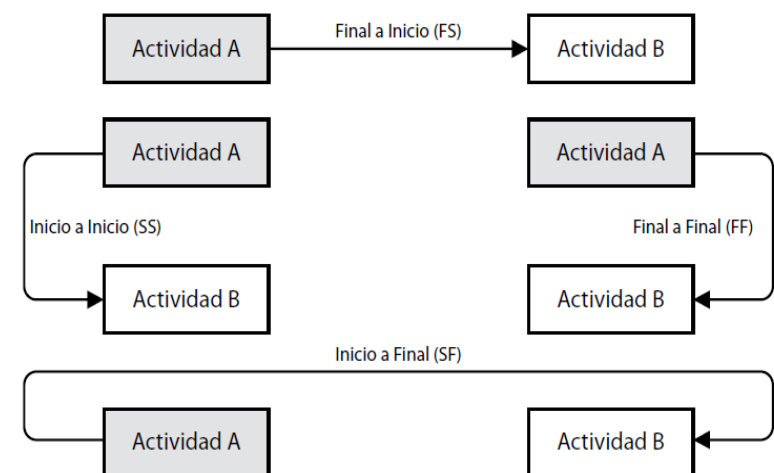 Actividad A
Final a Inicio (FS)
Actividad B
Actividad A
Actividad A
Inicio a Inicio (SS)
Final a Final (FF)
Actividad B
Actividad B
Inicio a Final (SF)
Actividad A
Actividad B